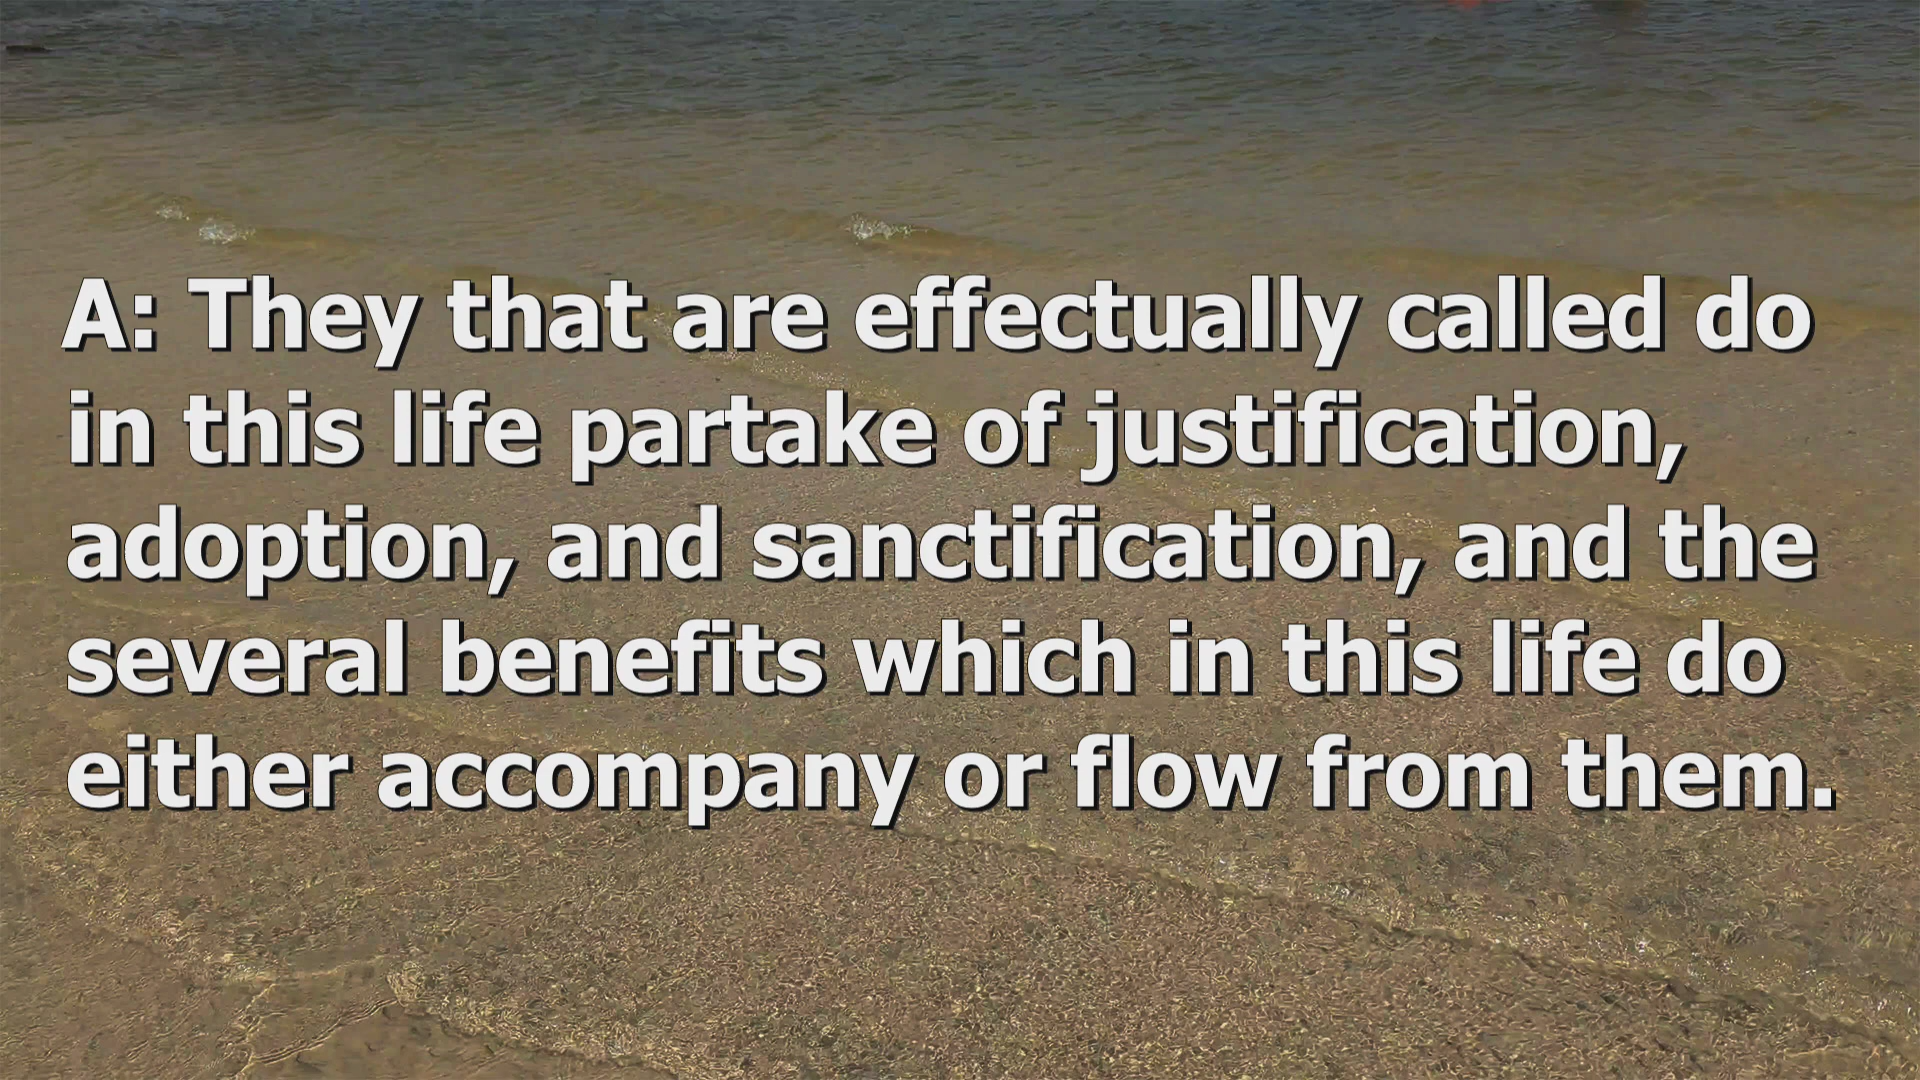 A: They that are effectually called do
in this life partake of justification,
adoption, and sanctification, and the
several benefits which in this life do
either accompany or flow from them.